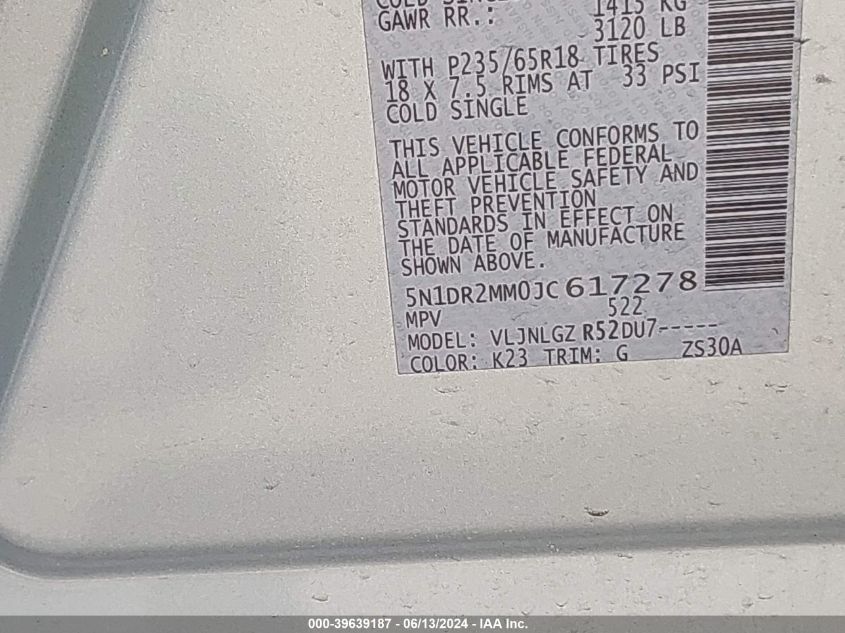 GAWR RR.: 1415 KG
3120 LB
WITH P235/65R18 TIRES
18 X 7.5 RIMS AT 33 PSI
COLD SINGLE
THIS VEHICLE CONFORMS TO
ALL APPLICABLE FEDERAL
MOTOR VEHICLE SAFETY AND
THEFT PREVENTION
STANDARDS IN EFFECT ON
THE DATE OF MANUFACTURE
SHOWN ABOVE.
5N1DR2MM0JC617278
MPV 522
MODEL: VLJNLGZ R52DU7-----
COLOR: K23 TRIM: G ZS30A
000-39639187 - 06/13/2024 - IAA Inc.